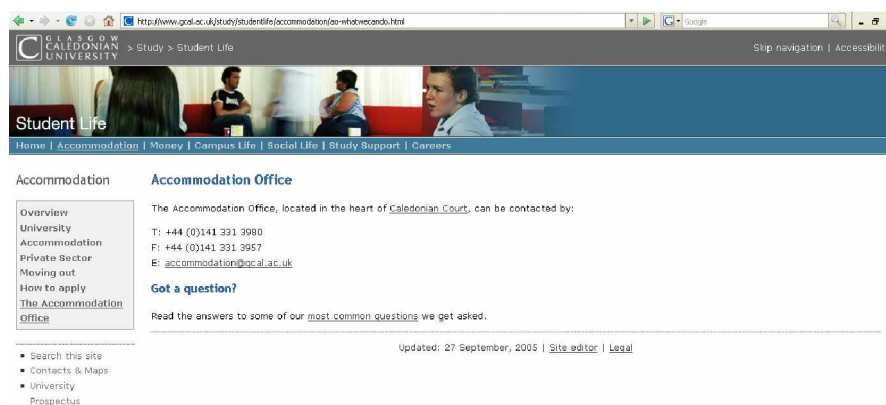 http://www.gcal.ac.uk/study/studentlife/accommodation/ao-whatwecando.html
Google
GLASGOW
CALEDONIAN
UNIVERSITY
> Study > Student Life
Skip navigation | Accessibilit
Student Life
Home | Accommodation | Money | Campus Life | Social Life | Study Support | Careers
Accommodation
Overview
University
Accommodation
Private Sector
Moving out
How to apply
The Accommodation
Office
▪ Search this site
▪ Contacts & Maps
▪ University
Prospectus
Accommodation Office
The Accommodation Office, located in the heart of Caledonian Court, can be contacted by:
T: +44 (0)141 331 3980
F: +44 (0)141 331 3957
E: accommodation@gcal.ac.uk
Got a question?
Read the answers to some of our most common questions we get asked.
Updated: 27 September, 2005 | Site editor | Legal